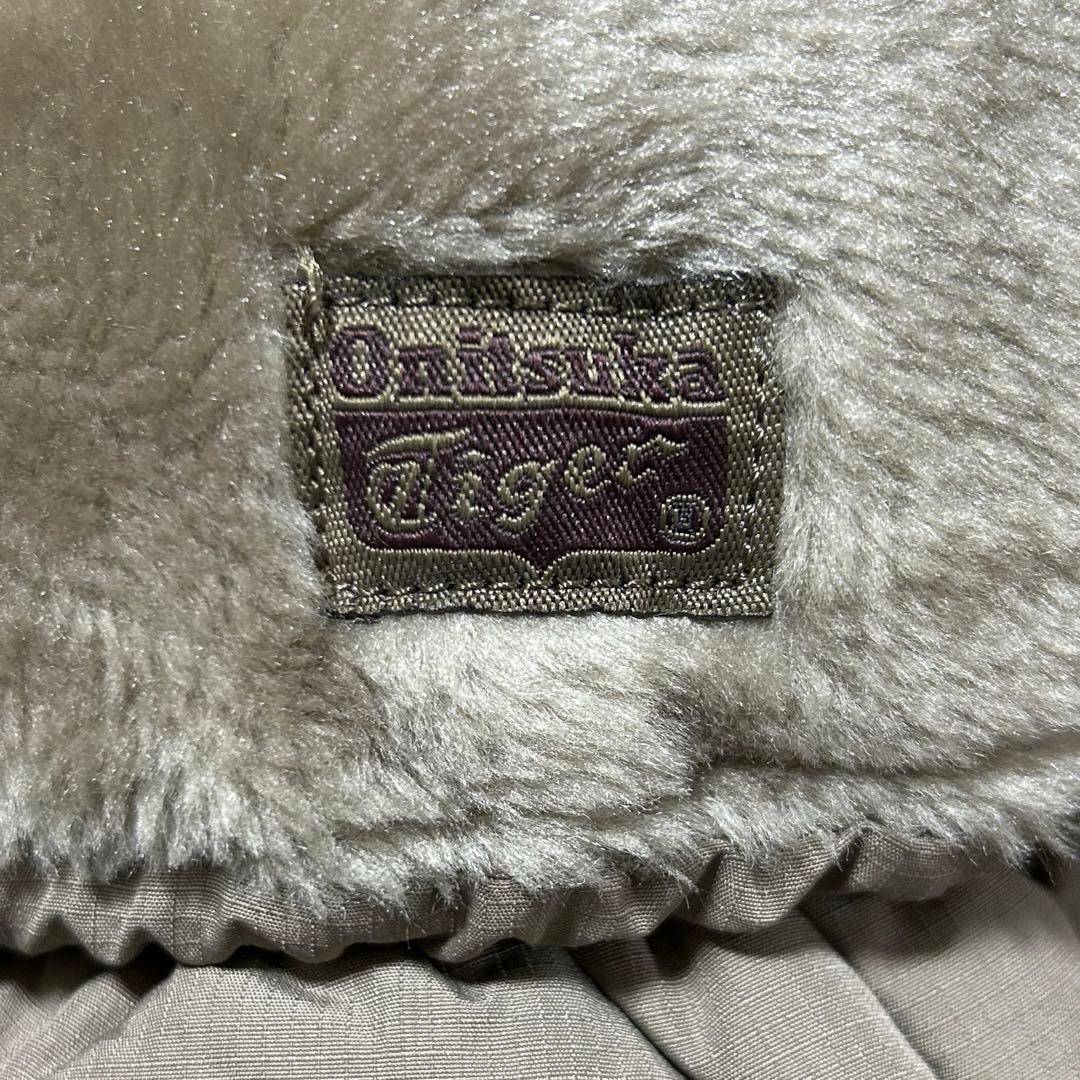 Onitsuka
Tiger ®